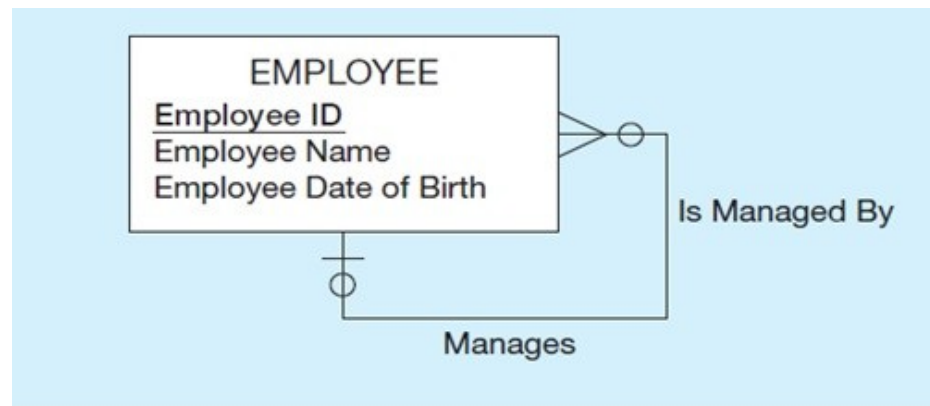 EMPLOYEE
Employee ID
Employee Name
Employee Date of Birth
Is Managed By
Manages